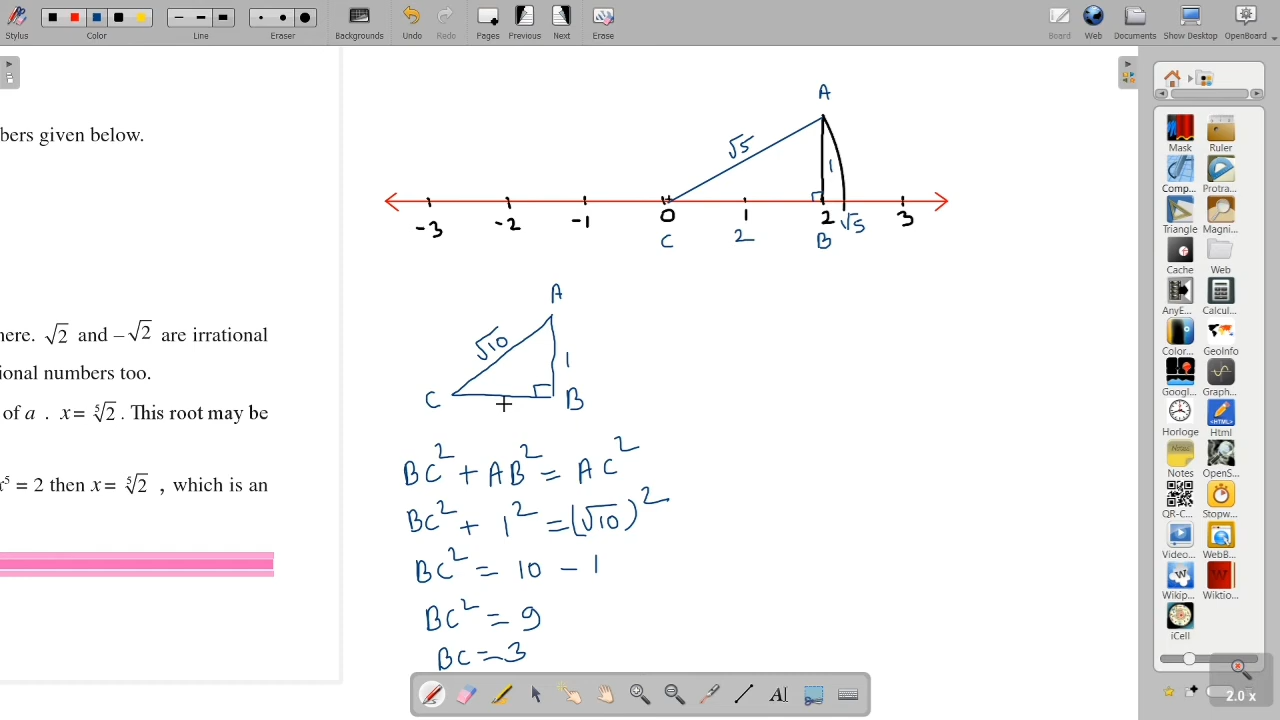 Stylus Color Line Eraser Backgrounds Undo Redo Pages Previous Next Erase Board Web Documents Show Desktop OpenBoard
bers given below.
here. √2 and –√2 are irrational
ional numbers too.
of a . x = ⁵√2 . This root may be
x⁵ = 2 then x = ⁵√2 , which is an
A
√5
1
-3 -2 -1 0 1 2 √5 3
C 2 B
A
√10
1
C B
BC² + AB² = AC²
BC² + 1² = (√10)²
BC² = 10 - 1
BC² = 9
BC = 3
Mask Ruler
Comp... Protra...
Triangle Magni...
Cache Web
AnyE... Calcul...
Color... GeoInfo
Googl... Grap...
Horloge Html
Notes OpenS...
QR-C... Stopw...
Video... WebB...
Wikip... Wiktio...
iCell
AI
2.0 x